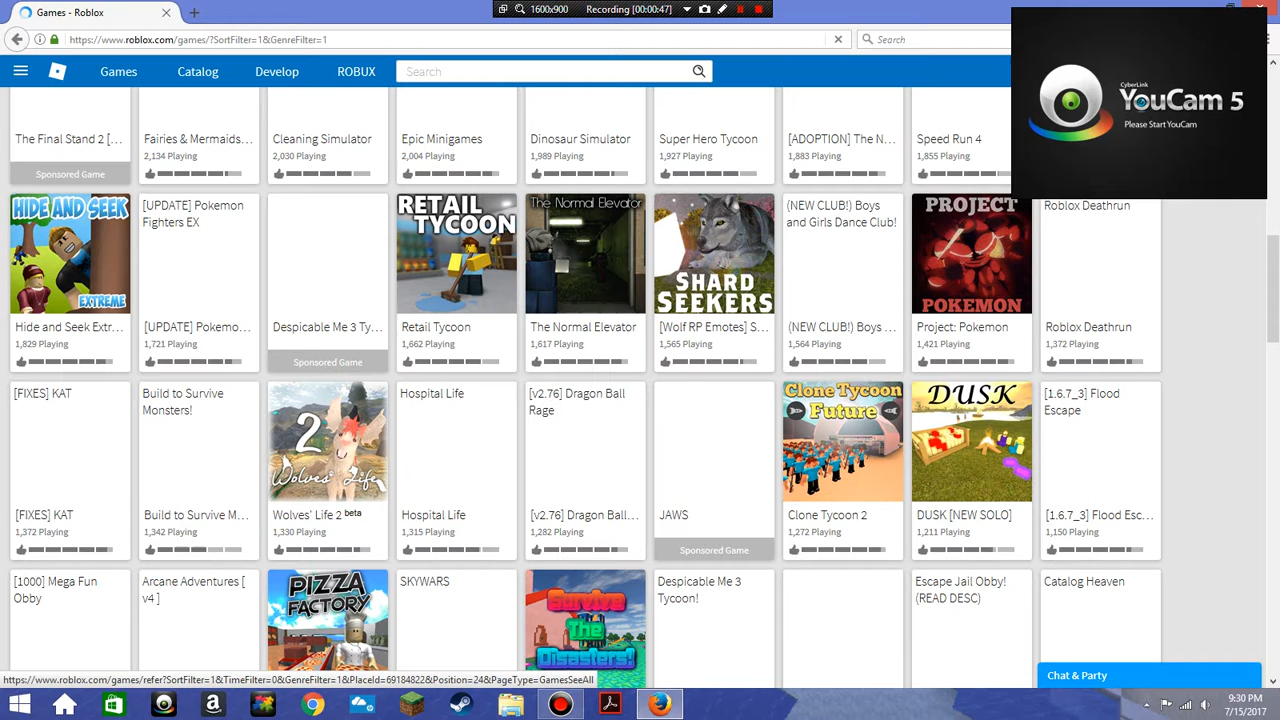 Games - Roblox
1600x900
Recording [00:00:47]
https://www.roblox.com/games/?SortFilter=1&GenreFilter=1
Search
Games
Catalog
Develop
ROBUX
Search
CyberLink
YouCam 5
Please Start YouCam
The Final Stand 2 [...
Sponsored Game
Fairies & Mermaids...
2,134 Playing
Cleaning Simulator
2,030 Playing
Epic Minigames
2,004 Playing
Dinosaur Simulator
1,989 Playing
Super Hero Tycoon
1,927 Playing
[ADOPTION] The N...
1,883 Playing
Speed Run 4
1,855 Playing
HIDE AND SEEK
EXTREME
Hide and Seek Extr...
1,829 Playing
[UPDATE] Pokemon
Fighters EX
[UPDATE] Pokemo...
1,721 Playing
Despicable Me 3 Ty...
Sponsored Game
RETAIL
TYCOON
Retail Tycoon
1,662 Playing
The Normal Elevator
The Normal Elevator
1,617 Playing
SHARD
SEEKERS
[Wolf RP Emotes] S...
1,565 Playing
(NEW CLUB!) Boys
and Girls Dance Club!
(NEW CLUB!) Boys ...
1,564 Playing
PROJECT
POKEMON
Project: Pokemon
1,421 Playing
Roblox Deathrun
Roblox Deathrun
1,372 Playing
[FIXES] KAT
[FIXES] KAT
1,372 Playing
Build to Survive
Monsters!
Build to Survive M...
1,342 Playing
2
Wolves' Life
Wolves' Life 2 beta
1,330 Playing
Hospital Life
Hospital Life
1,315 Playing
[v2.76] Dragon Ball
Rage
[v2.76] Dragon Ball...
1,282 Playing
JAWS
Sponsored Game
Clone Tycoon
Future
Clone Tycoon 2
1,272 Playing
DUSK
DUSK [NEW SOLO]
1,211 Playing
[1.6.7_3] Flood
Escape
[1.6.7_3] Flood Esc...
1,150 Playing
[1000] Mega Fun
Obby
Arcane Adventures [
v4 ]
PIZZA
FACTORY
SKYWARS
Survive
The
Disasters!
Despicable Me 3
Tycoon!
Escape Jail Obby!
(READ DESC)
Catalog Heaven
https://www.roblox.com/games/refer?SortFilter=1&TimeFilter=0&GenreFilter=1&PlaceId=69184822&Position=24&PageType=GamesSeeAll
Chat & Party
9:30 PM
7/15/2017